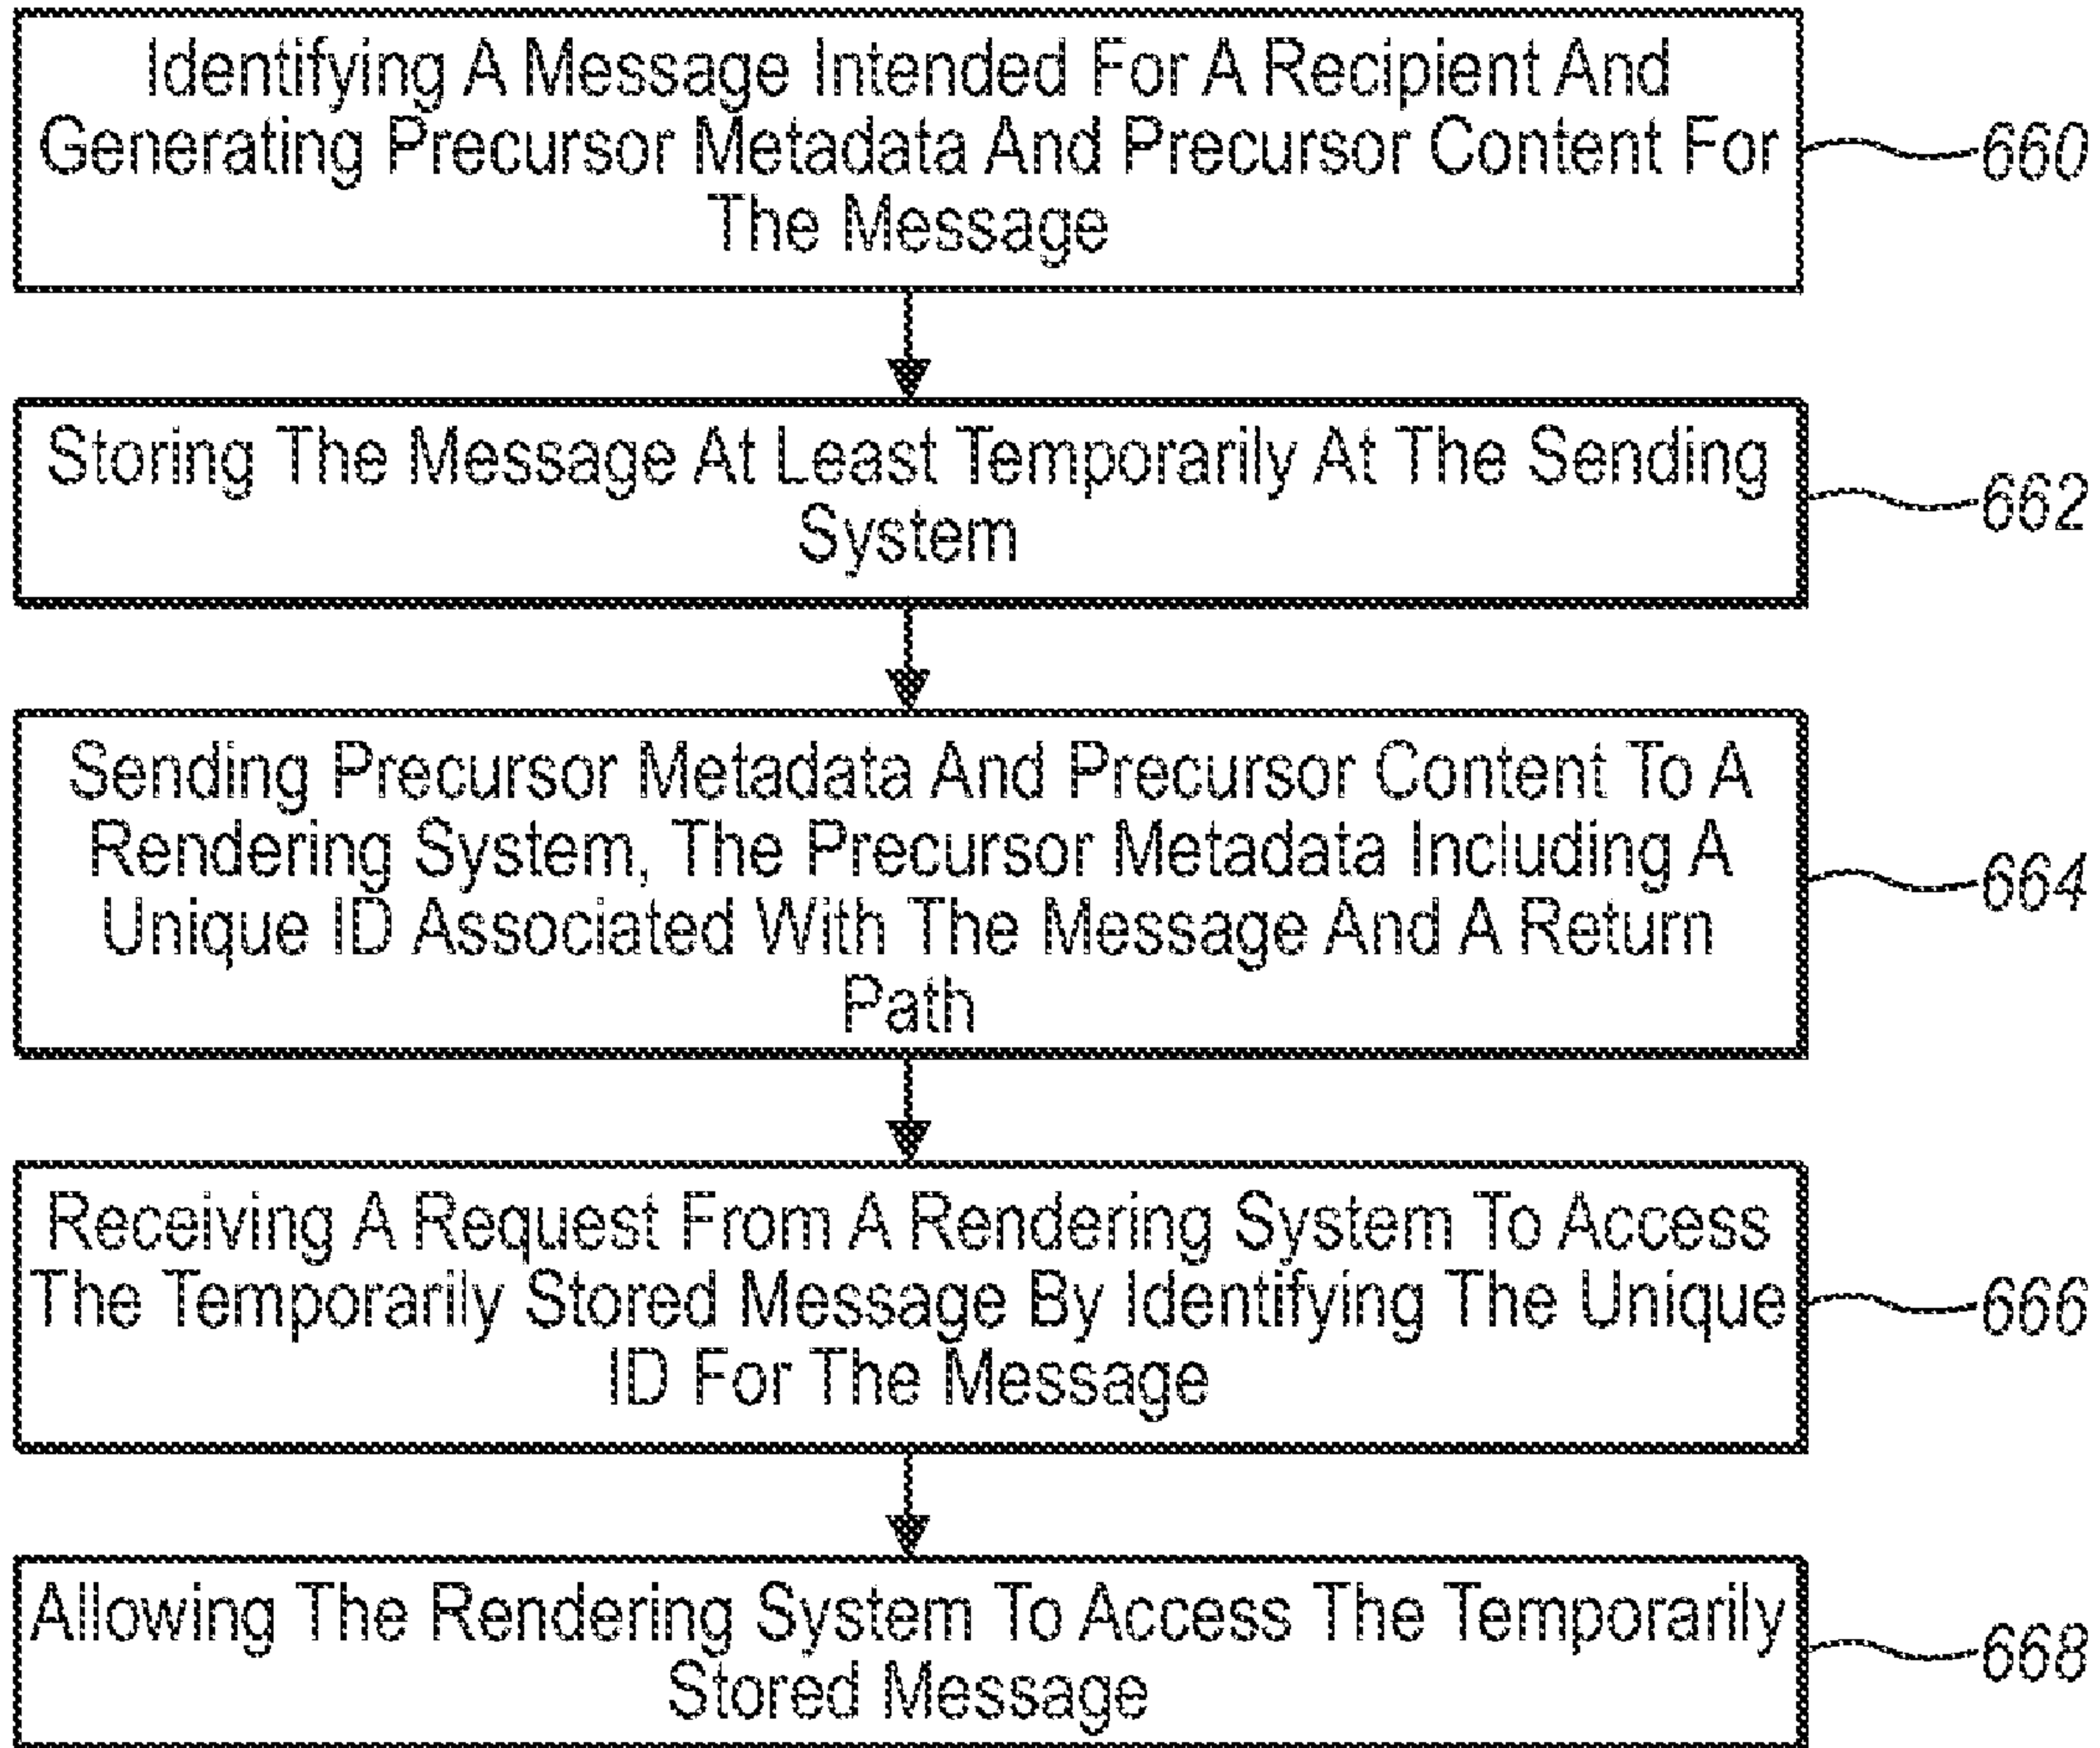 Identifying A Message Intended For A Recipient And
Generating Precursor Metadata And Precursor Content For
The Message
660
Storing The Message At Least Temporarily At The Sending
System
662
Sending Precursor Metadata And Precursor Content To A
Rendering System, The Precursor Metadata Including A
Unique ID Associated With The Message And A Return
Path
664
Receiving A Request From A Rendering System To Access
The Temporarily Stored Message By Identifying The Unique
ID For The Message
666
Allowing The Rendering System To Access The Temporarily
Stored Message
668